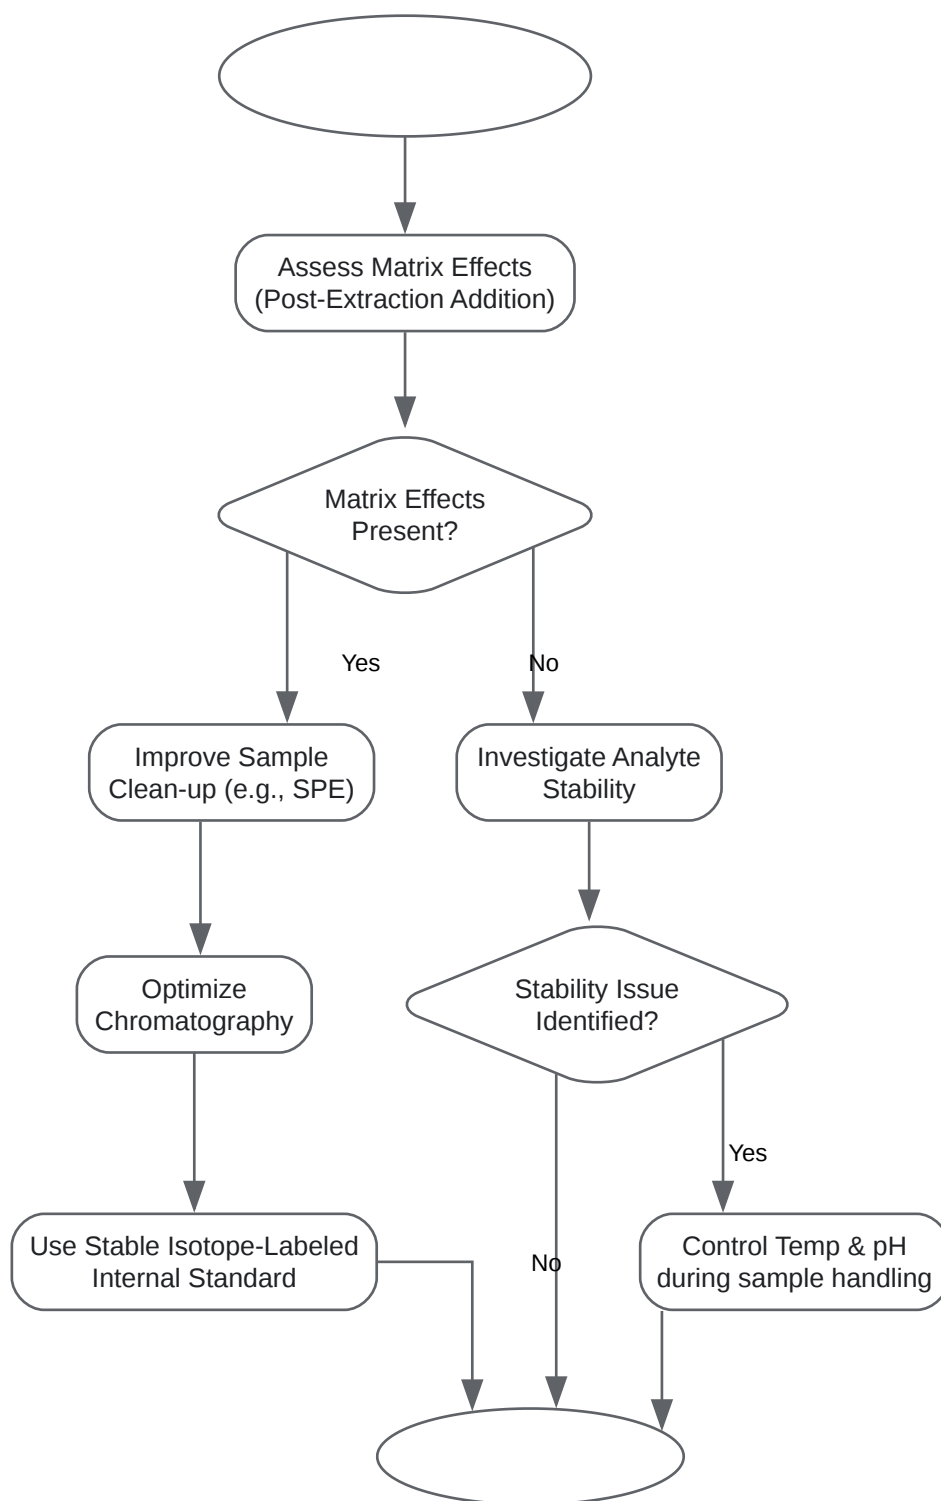 Assess Matrix Effects
(Post-Extraction Addition)
Matrix Effects
Present?
Yes
No
Improve Sample
Clean-up (e.g., SPE)
Investigate Analyte
Stability
Optimize
Chromatography
Stability Issue
Identified?
Yes
Use Stable Isotope-Labeled
Internal Standard
No
Control Temp & pH
during sample handling